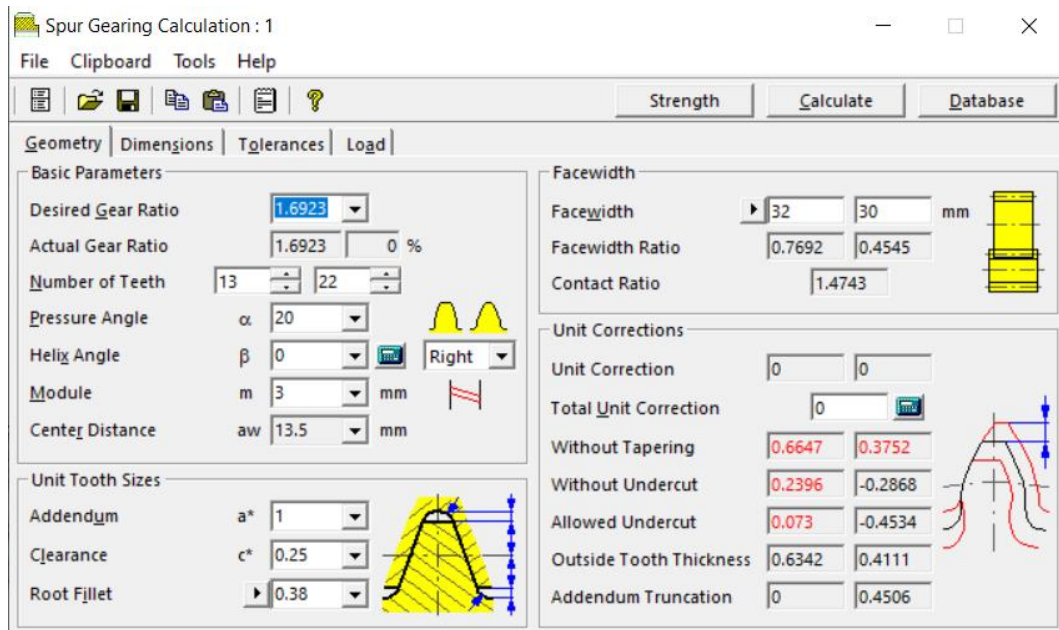 Spur Gearing Calculation : 1
File Clipboard Tools Help
Strength Calculate Database
Geometry Dimensions Tolerances Load
Basic Parameters
Desired Gear Ratio 1.6923
Actual Gear Ratio 1.6923 0 %
Number of Teeth 13 22
Pressure Angle α 20
Helix Angle β 0 Right
Module m 3 mm
Center Distance aw 13.5 mm
Unit Tooth Sizes
Addendum a* 1
Clearance c* 0.25
Root Fillet 0.38
Facewidth
Facewidth 32 30 mm
Facewidth Ratio 0.7692 0.4545
Contact Ratio 1.4743
Unit Corrections
Unit Correction 0 0
Total Unit Correction 0
Without Tapering 0.6647 0.3752
Without Undercut 0.2396 -0.2868
Allowed Undercut 0.073 -0.4534
Outside Tooth Thickness 0.6342 0.4111
Addendum Truncation 0 0.4506